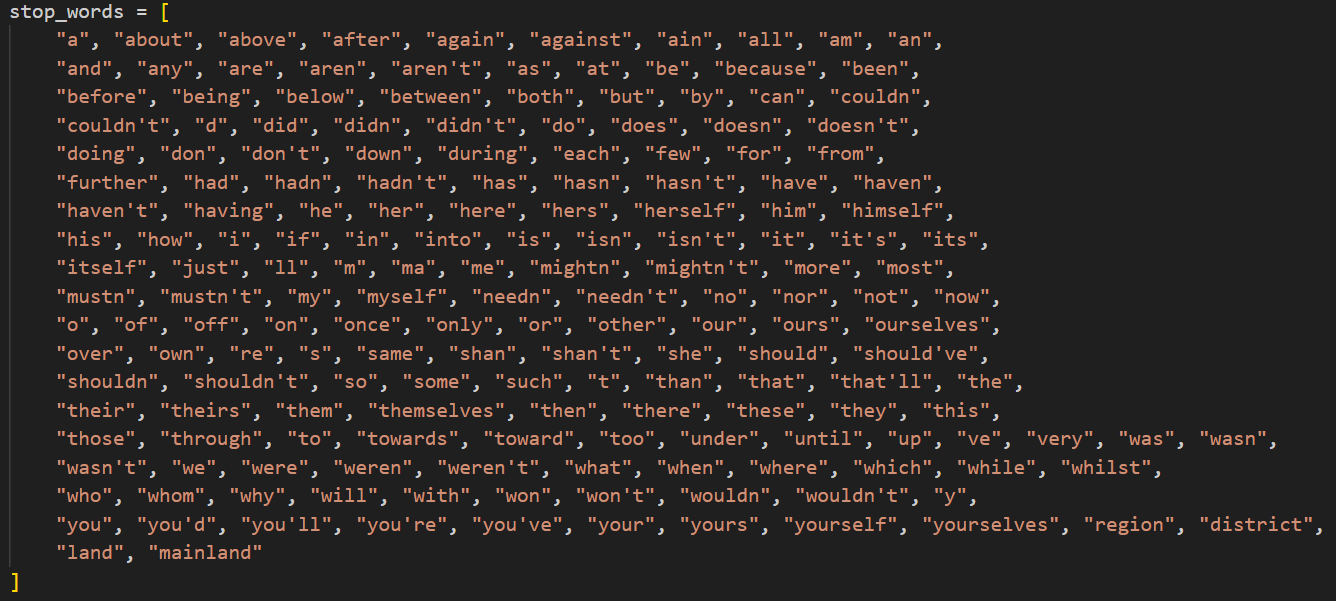 stop_words = [
"a", "about", "above", "after", "again", "against", "ain", "all", "am", "an",
"and", "any", "are", "aren", "aren't", "as", "at", "be", "because", "been",
"before", "being", "below", "between", "both", "but", "by", "can", "couldn",
"couldn't", "d", "did", "didn", "didn't", "do", "does", "doesn", "doesn't",
"doing", "don", "don't", "down", "during", "each", "few", "for", "from",
"further", "had", "hadn", "hadn't", "has", "hasn", "hasn't", "have", "haven",
"haven't", "having", "he", "her", "here", "hers", "herself", "him", "himself",
"his", "how", "i", "if", "in", "into", "is", "isn", "isn't", "it", "it's", "its",
"itself", "just", "ll", "m", "ma", "me", "mightn", "mightn't", "more", "most",
"mustn", "mustn't", "my", "myself", "needn", "needn't", "no", "nor", "not", "now",
"o", "of", "off", "on", "once", "only", "or", "other", "our", "ours", "ourselves",
"over", "own", "re", "s", "same", "shan", "shan't", "she", "should", "should've",
"shouldn", "shouldn't", "so", "some", "such", "t", "than", "that", "that'll", "the",
"their", "theirs", "them", "themselves", "then", "there", "these", "they", "this",
"those", "through", "to", "towards", "toward", "too", "under", "until", "up", "ve", "very", "was", "wasn",
"wasn't", "we", "were", "weren", "weren't", "what", "when", "where", "which", "while", "whilst",
"who", "whom", "why", "will", "with", "won", "won't", "wouldn", "wouldn't", "y",
"you", "you'd", "you'll", "you're", "you've", "your", "yours", "yourself", "yourselves", "region", "district",
"land", "mainland"
]